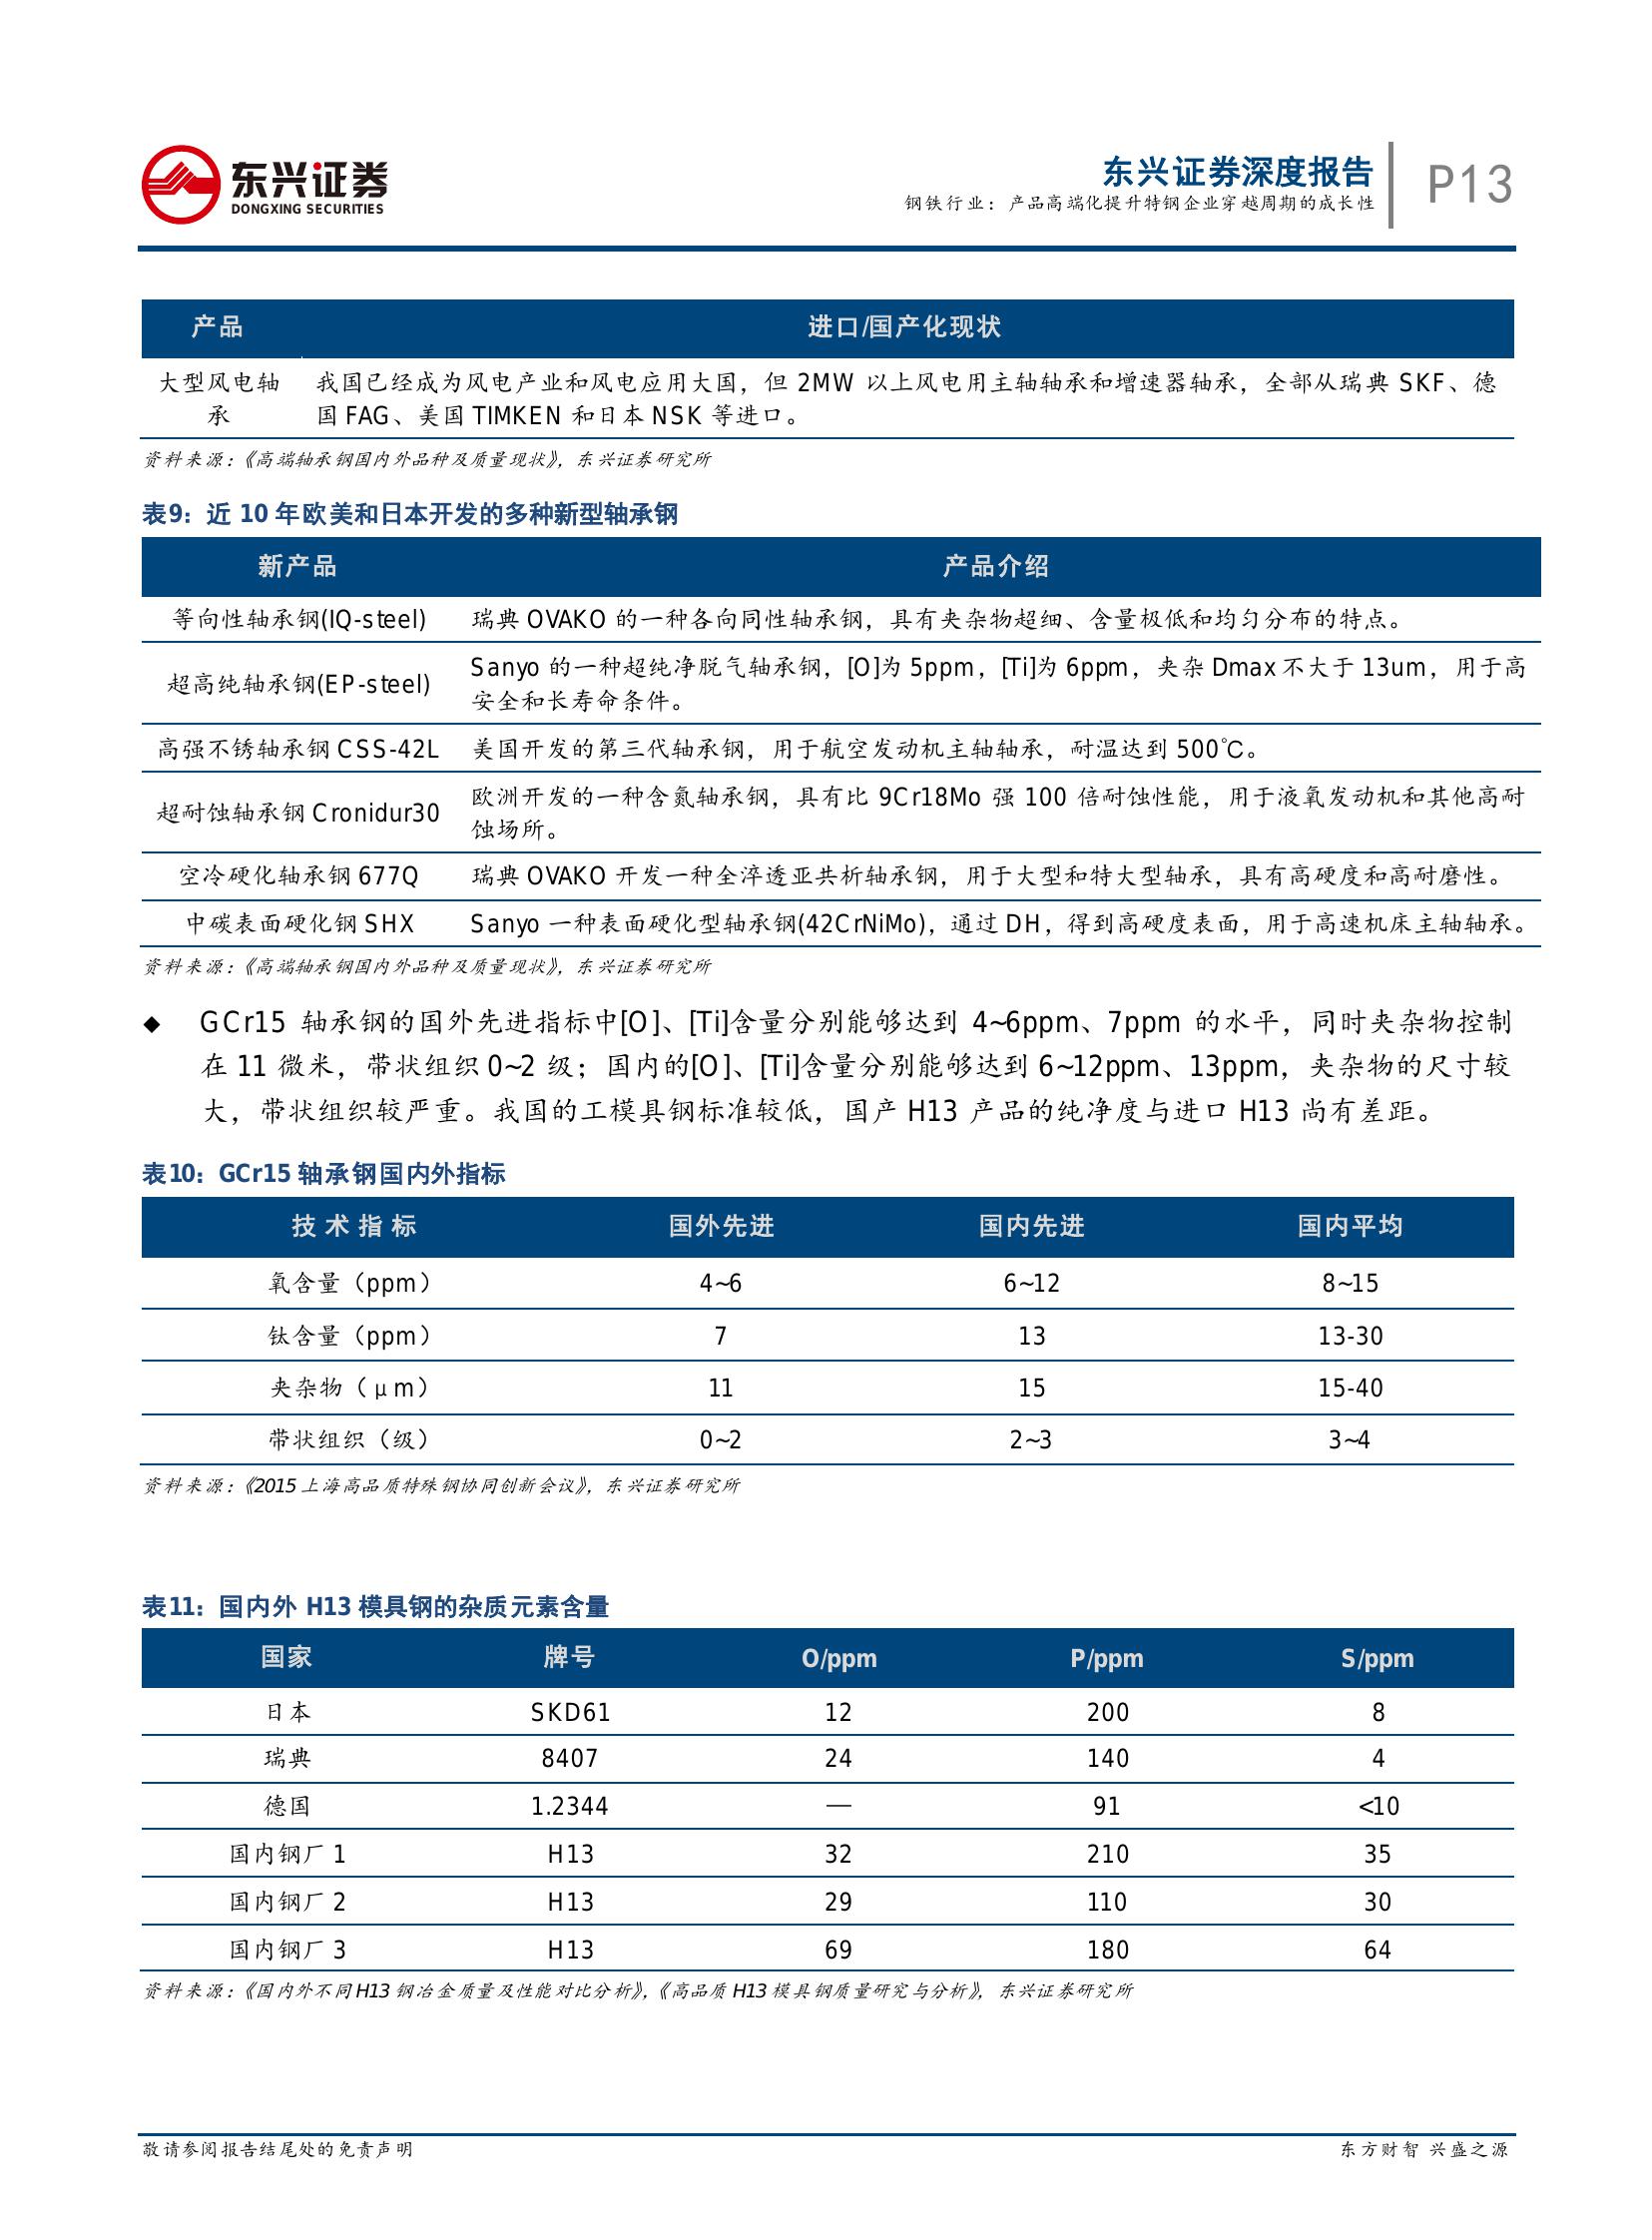 东兴证券
DONGXING SECURITIES
东兴证券深度报告
钢铁行业：产品高端化提升特钢企业穿越周期的成长性
P13
产品 进口/国产化现状
大型风电轴承 我国已经成为风电产业和风电应用大国，但 2MW 以上风电用主轴轴承和增速器轴承，全部从瑞典 SKF、德
国 FAG、美国 TIMKEN 和日本 NSK 等进口。
资料来源：《高端轴承钢国内外品种及质量现状》，东兴证券研究所
表9：近 10 年欧美和日本开发的多种新型轴承钢
新产品 产品介绍
等向性轴承钢(IQ-steel) 瑞典 OVAKO 的一种各向同性轴承钢，具有夹杂物超细、含量极低和均匀分布的特点。
超高纯轴承钢(EP-steel) Sanyo 的一种超纯净脱气轴承钢，[O]为 5ppm，[Ti]为 6ppm，夹杂 Dmax 不大于 13um，用于高
安全和长寿命条件。
高强不锈轴承钢 CSS-42L 美国开发的第三代轴承钢，用于航空发动机主轴轴承，耐温达到 500℃。
超耐蚀轴承钢 Cronidur30 欧洲开发的一种含氮轴承钢，具有比 9Cr18Mo 强 100 倍耐蚀性能，用于液氧发动机和其他高耐
蚀场所。
空冷硬化轴承钢 677Q 瑞典 OVAKO 开发一种全淬透亚共析轴承钢，用于大型和特大型轴承，具有高硬度和高耐磨性。
中碳表面硬化钢 SHX Sanyo 一种表面硬化型轴承钢(42CrNiMo)，通过 DH，得到高硬度表面，用于高速机床主轴轴承。
资料来源：《高端轴承钢国内外品种及质量现状》，东兴证券研究所
◆ GCr15 轴承钢的国外先进指标中[O]、[Ti]含量分别能够达到 4~6ppm、7ppm 的水平，同时夹杂物控制
在 11 微米，带状组织 0~2 级；国内的[O]、[Ti]含量分别能够达到 6~12ppm、13ppm，夹杂物的尺寸较
大，带状组织较严重。我国的工模具钢标准较低，国产 H13 产品的纯净度与进口 H13 尚有差距。
表10：GCr15 轴承钢国内外指标
技术指标 国外先进 国内先进 国内平均
氧含量（ppm） 4~6 6~12 8~15
钛含量（ppm） 7 13 13-30
夹杂物（μm） 11 15 15-40
带状组织（级） 0~2 2~3 3~4
资料来源：《2015 上海高品质特殊钢协同创新会议》，东兴证券研究所
表11：国内外 H13 模具钢的杂质元素含量
国家 牌号 O/ppm P/ppm S/ppm
日本 SKD61 12 200 8
瑞典 8407 24 140 4
德国 1.2344 — 91 <10
国内钢厂 1 H13 32 210 35
国内钢厂 2 H13 29 110 30
国内钢厂 3 H13 69 180 64
资料来源：《国内外不同 H13 钢冶金质量及性能对比分析》，《高品质 H13 模具钢质量研究与分析》，东兴证券研究所
敬请参阅报告结尾处的免责声明 东方财智 兴盛之源